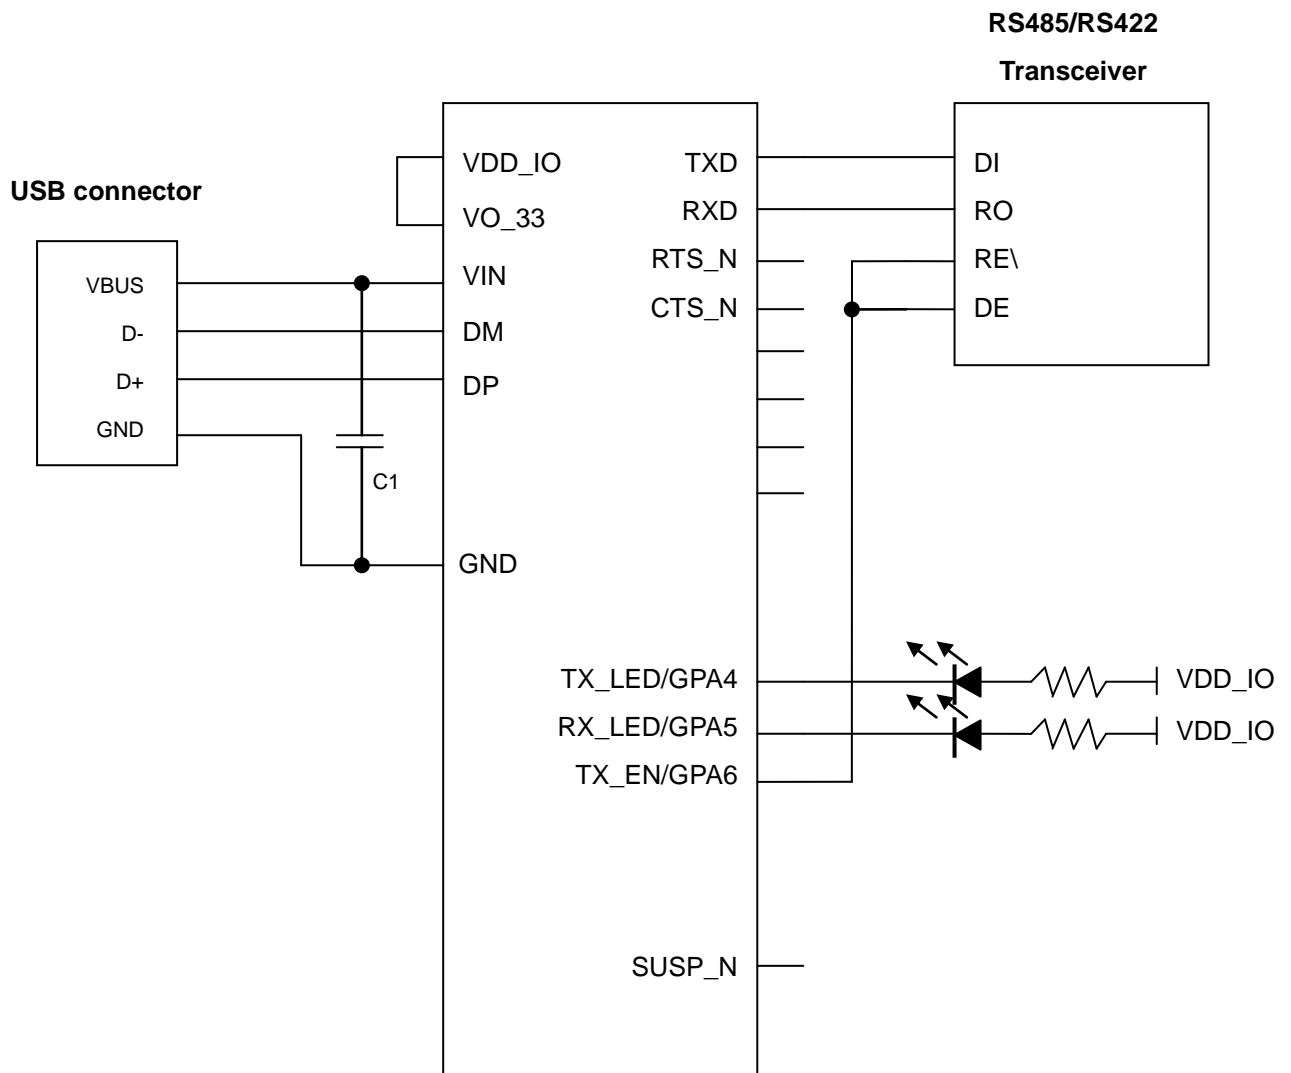 RS485/RS422
Transceiver
USB connector
VBUS
D-
D+
GND
C1
VDD_IO
VO_33
VIN
DM
DP
GND
TXD
RXD
RTS_N
CTS_N
TX_LED/GPA4
RX_LED/GPA5
TX_EN/GPA6
SUSP_N
DI
RO
RE\
DE
VDD_IO
VDD_IO